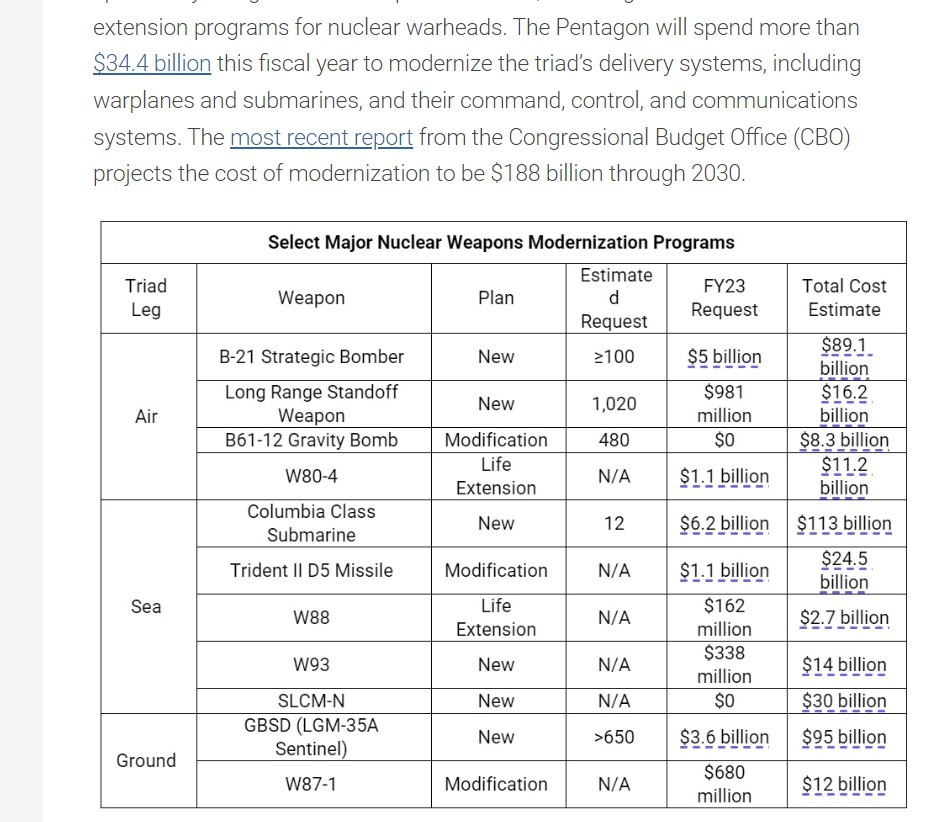 extension programs for nuclear warheads. The Pentagon will spend more than
$34.4 billion this fiscal year to modernize the triad’s delivery systems, including
warplanes and submarines, and their command, control, and communications
systems. The most recent report from the Congressional Budget Office (CBO)
projects the cost of modernization to be $188 billion through 2030.
Select Major Nuclear Weapons Modernization Programs
Triad
Leg
Weapon
Plan
Estimate
d
Request
FY23
Request
Total Cost
Estimate
Air
B-21 Strategic Bomber
New
≥100
$5 billion
$89.1
billion
Long Range Standoff
Weapon
New
1,020
$981
million
$16.2
billion
B61-12 Gravity Bomb
Modification
480
$0
$8.3 billion
W80-4
Life
Extension
N/A
$1.1 billion
$11.2
billion
Sea
Columbia Class
Submarine
New
12
$6.2 billion
$113 billion
Trident II D5 Missile
Modification
N/A
$1.1 billion
$24.5
billion
W88
Life
Extension
N/A
$162
million
$2.7 billion
W93
New
N/A
$338
million
$14 billion
SLCM-N
New
N/A
$0
$30 billion
Ground
GBSD (LGM-35A
Sentinel)
New
>650
$3.6 billion
$95 billion
W87-1
Modification
N/A
$680
million
$12 billion